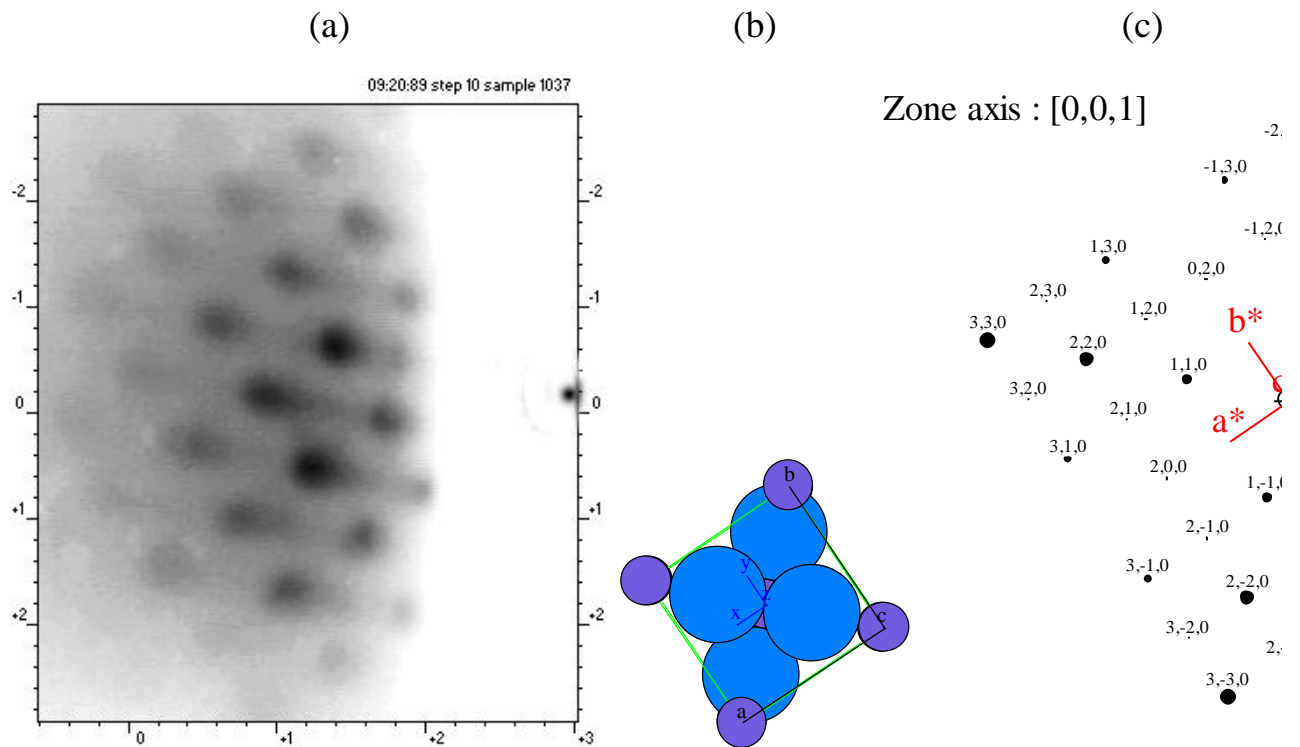 (a)
(b)
(c)
09:20:89 step 10 sample 1037
Zone axis : [0,0,1]
-2,
-1,3,0
-2
-1,2,0
1,3,0
0,2,0
-1
2,3,0
1,2,0
3,3,0
b*
2,2,0
1,1,0
3,2,0
0
0
2,1,0
a*
3,1,0
2,0,0
b
1,-1,0
+1
+1
2,-1,0
y
3,-1,0
2,-2,0
z
x
c
+2
+2
3,-2,0
2,-
3,-3,0
a
0
+1
+2
+3